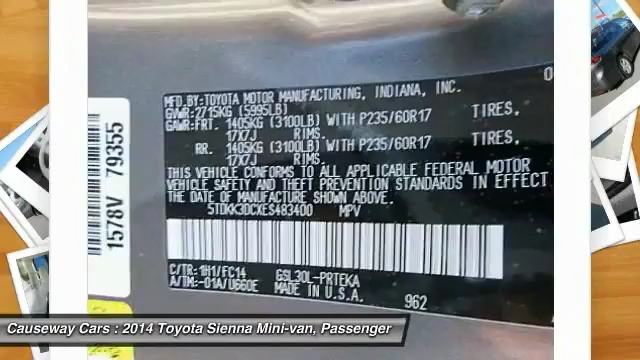 MFD.BY:TOYOTA MOTOR MANUFACTURING, INDIANA, INC.
GVWR:2715KG (5995LB)
GAWR:FRT. 1405KG (3100LB) WITH P235/60R17 TIRES,
17X7J RIMS,
RR. 1405KG (3100LB) WITH P235/60R17 TIRES,
17X7J RIMS,
THIS VEHICLE CONFORMS TO ALL APPLICABLE FEDERAL MOTOR
VEHICLE SAFETY AND THEFT PREVENTION STANDARDS IN EFFECT
THE DATE OF MANUFACTURE SHOWN ABOVE.
5TDKK3DCXES483400 MPV
C/TR:1H1/FC14 GSL30L-PRTEKA
A/TM:-01A/U660E MADE IN U.S.A. 962
1578V 79355
Causeway Cars : 2014 Toyota Sienna Mini-van, Passenger